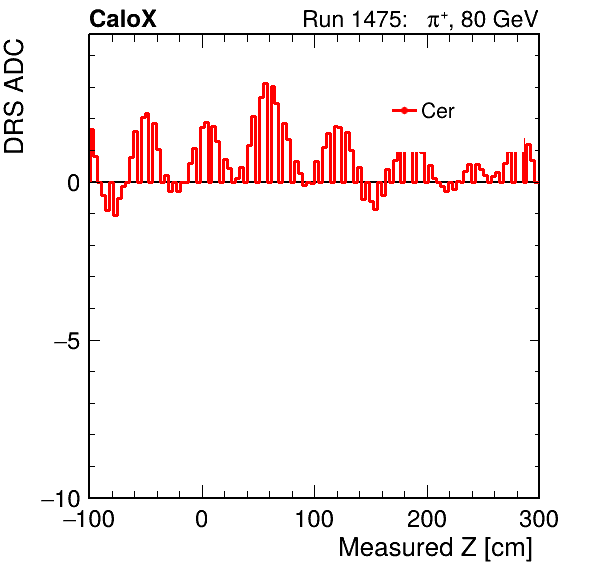 CaloX Run 1475: π⁺, 80 GeV
DRS ADC
Cer
0
−5
−10
−100 0 100 200 300
Measured Z [cm]